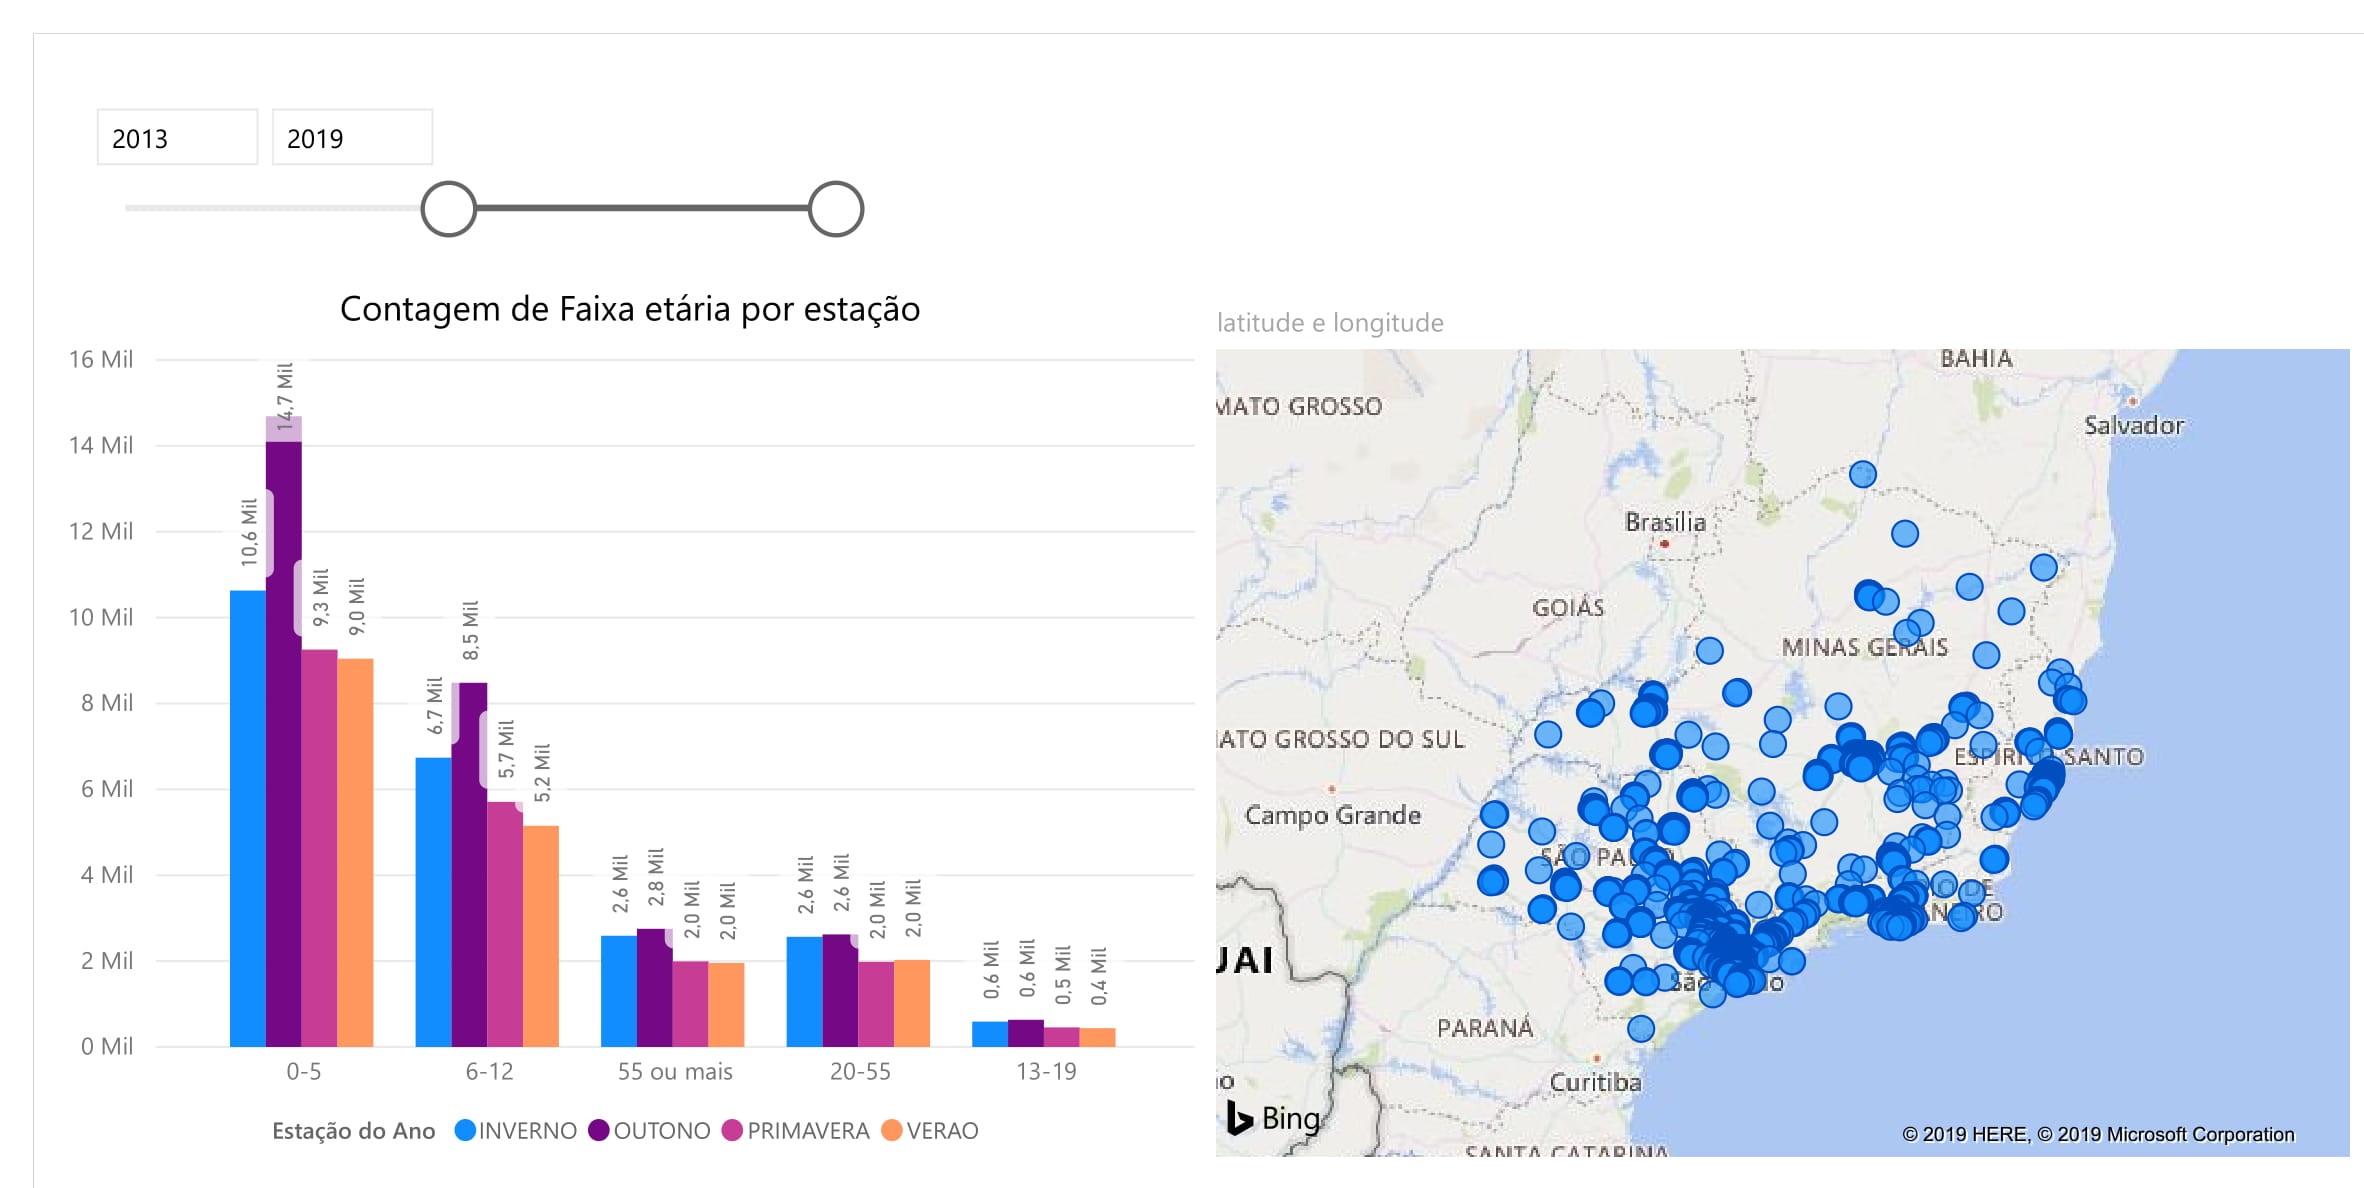 2013
2019
Contagem de Faixa etária por estação
16 Mil
14 Mil
12 Mil
10 Mil
8 Mil
6 Mil
4 Mil
2 Mil
0 Mil
10,6 Mil
14,7 Mil
9,3 Mil
9,0 Mil
6,7 Mil
8,5 Mil
5,7 Mil
5,2 Mil
2,6 Mil
2,8 Mil
2,0 Mil
2,0 Mil
2,6 Mil
2,6 Mil
2,0 Mil
2,0 Mil
0,6 Mil
0,6 Mil
0,5 Mil
0,4 Mil
0-5 6-12 55 ou mais 20-55 13-19
Estação do Ano INVERNO OUTONO PRIMAVERA VERAO
latitude e longitude
BAHIA
MATO GROSSO
Salvador
Brasília
GOIÁS
MINAS GERAIS
ATO GROSSO DO SUL
ESPÍRITO SANTO
Campo Grande
SÃO PAULO
O DE
NEIRO
UAI
PARANÁ
Curitiba
Bing
© 2019 HERE, © 2019 Microsoft Corporation
SANTA CATARINA